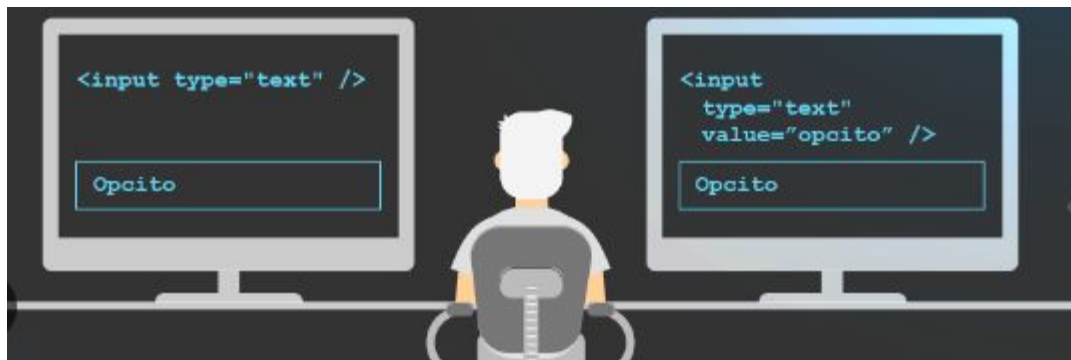 <input type="text" />
Opcito
<input
type="text"
value=”opcito” />
Opcito